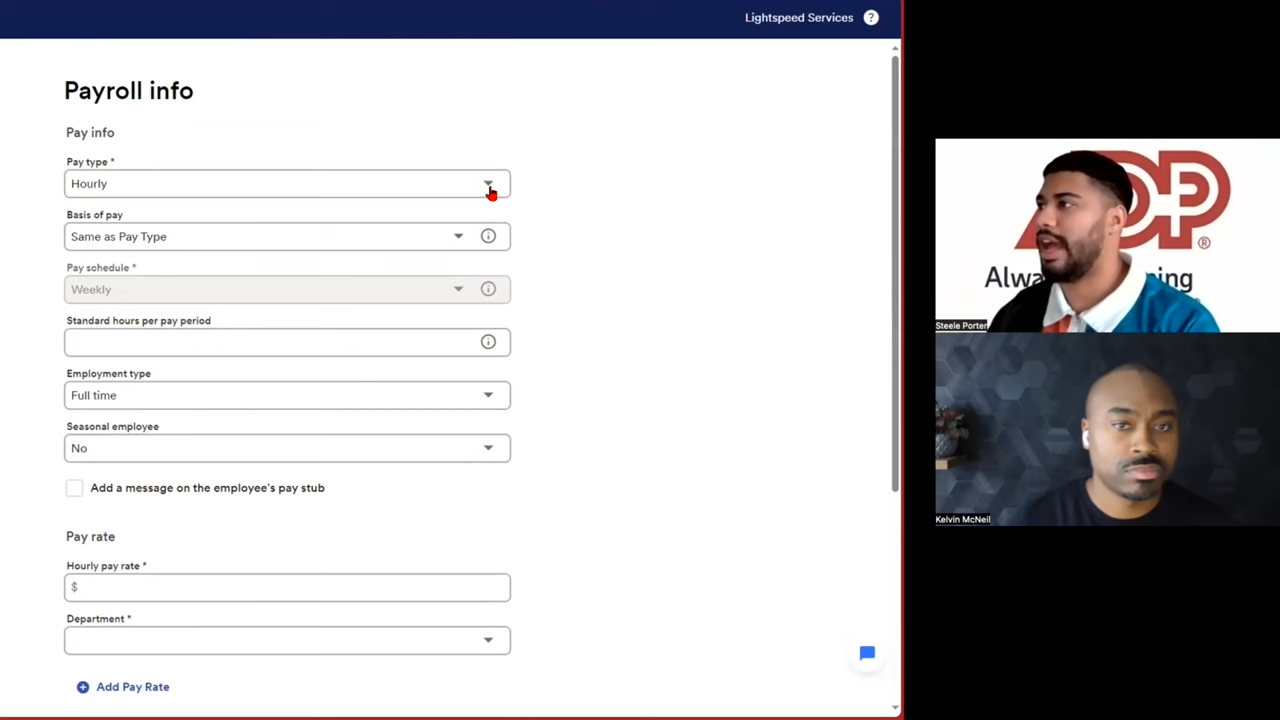 Lightspeed Services
Payroll info
Pay info
Pay type *
Hourly
Basis of pay
Same as Pay Type
Pay schedule *
Weekly
Standard hours per pay period
Employment type
Full time
Seasonal employee
No
Add a message on the employee's pay stub
Pay rate
Hourly pay rate *
$
Department *
Add Pay Rate
Steele Porter
Kelvin McNeil